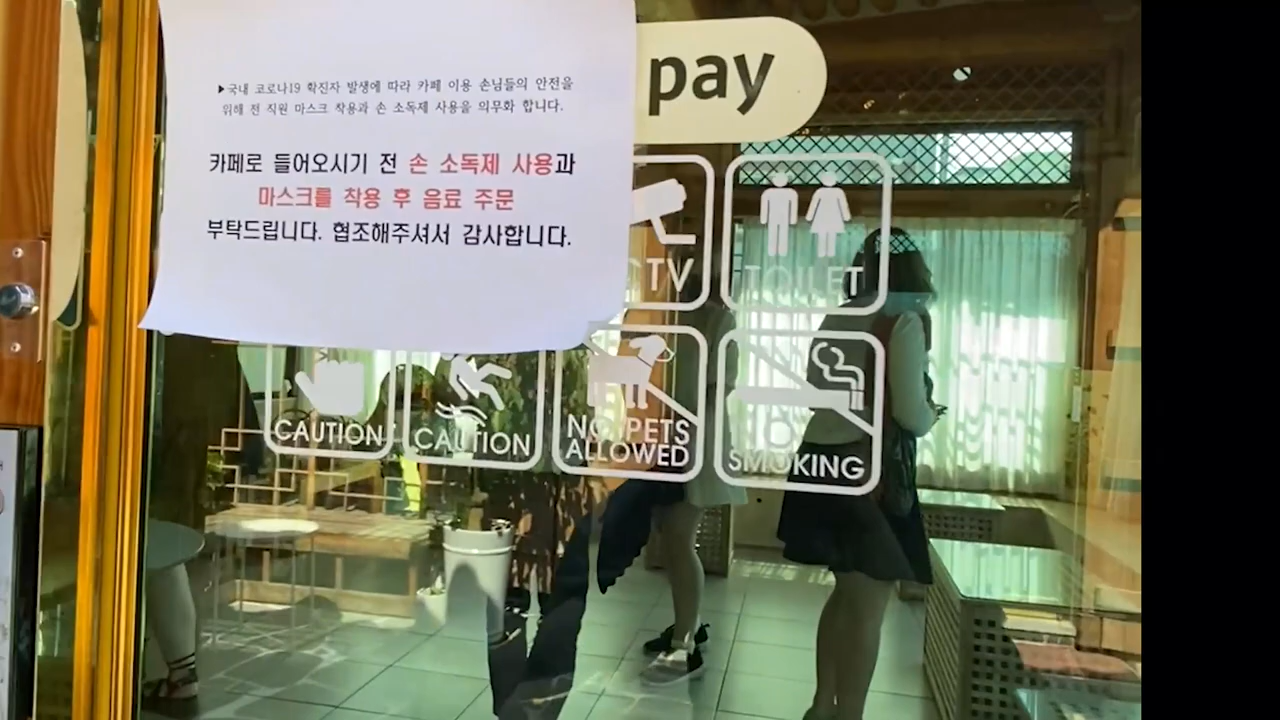 ▶국내 코로나19 확진자 발생에 따라 카페 이용 손님들의 안전을
위해 전 직원 마스크 착용과 손 소독제 사용을 의무화 합니다.
카페로 들어오시기 전 손 소독제 사용과
마스크를 착용 후 음료 주문
부탁드립니다. 협조해주셔서 감사합니다.
pay
TV
TOILET
CAUTION
CAUTION
NO PETS
ALLOWED
NO
SMOKING